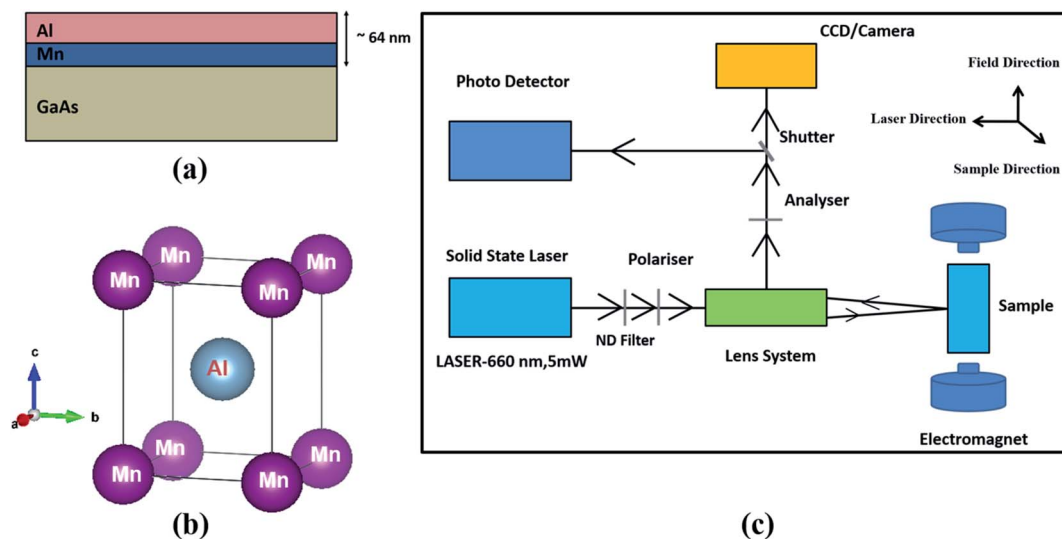 Al
Mn
GaAs
~ 64 nm
(a)
Mn
Mn
Mn
Mn
Al
Mn
Mn
Mn
Mn
c
a
b
(b)
CCD/Camera
Photo Detector
Shutter
Analyser
Field Direction
Laser Direction
Sample Direction
Solid State Laser
Polariser
ND Filter
LASER-660 nm,5mW
Lens System
Sample
Electromagnet
(c)